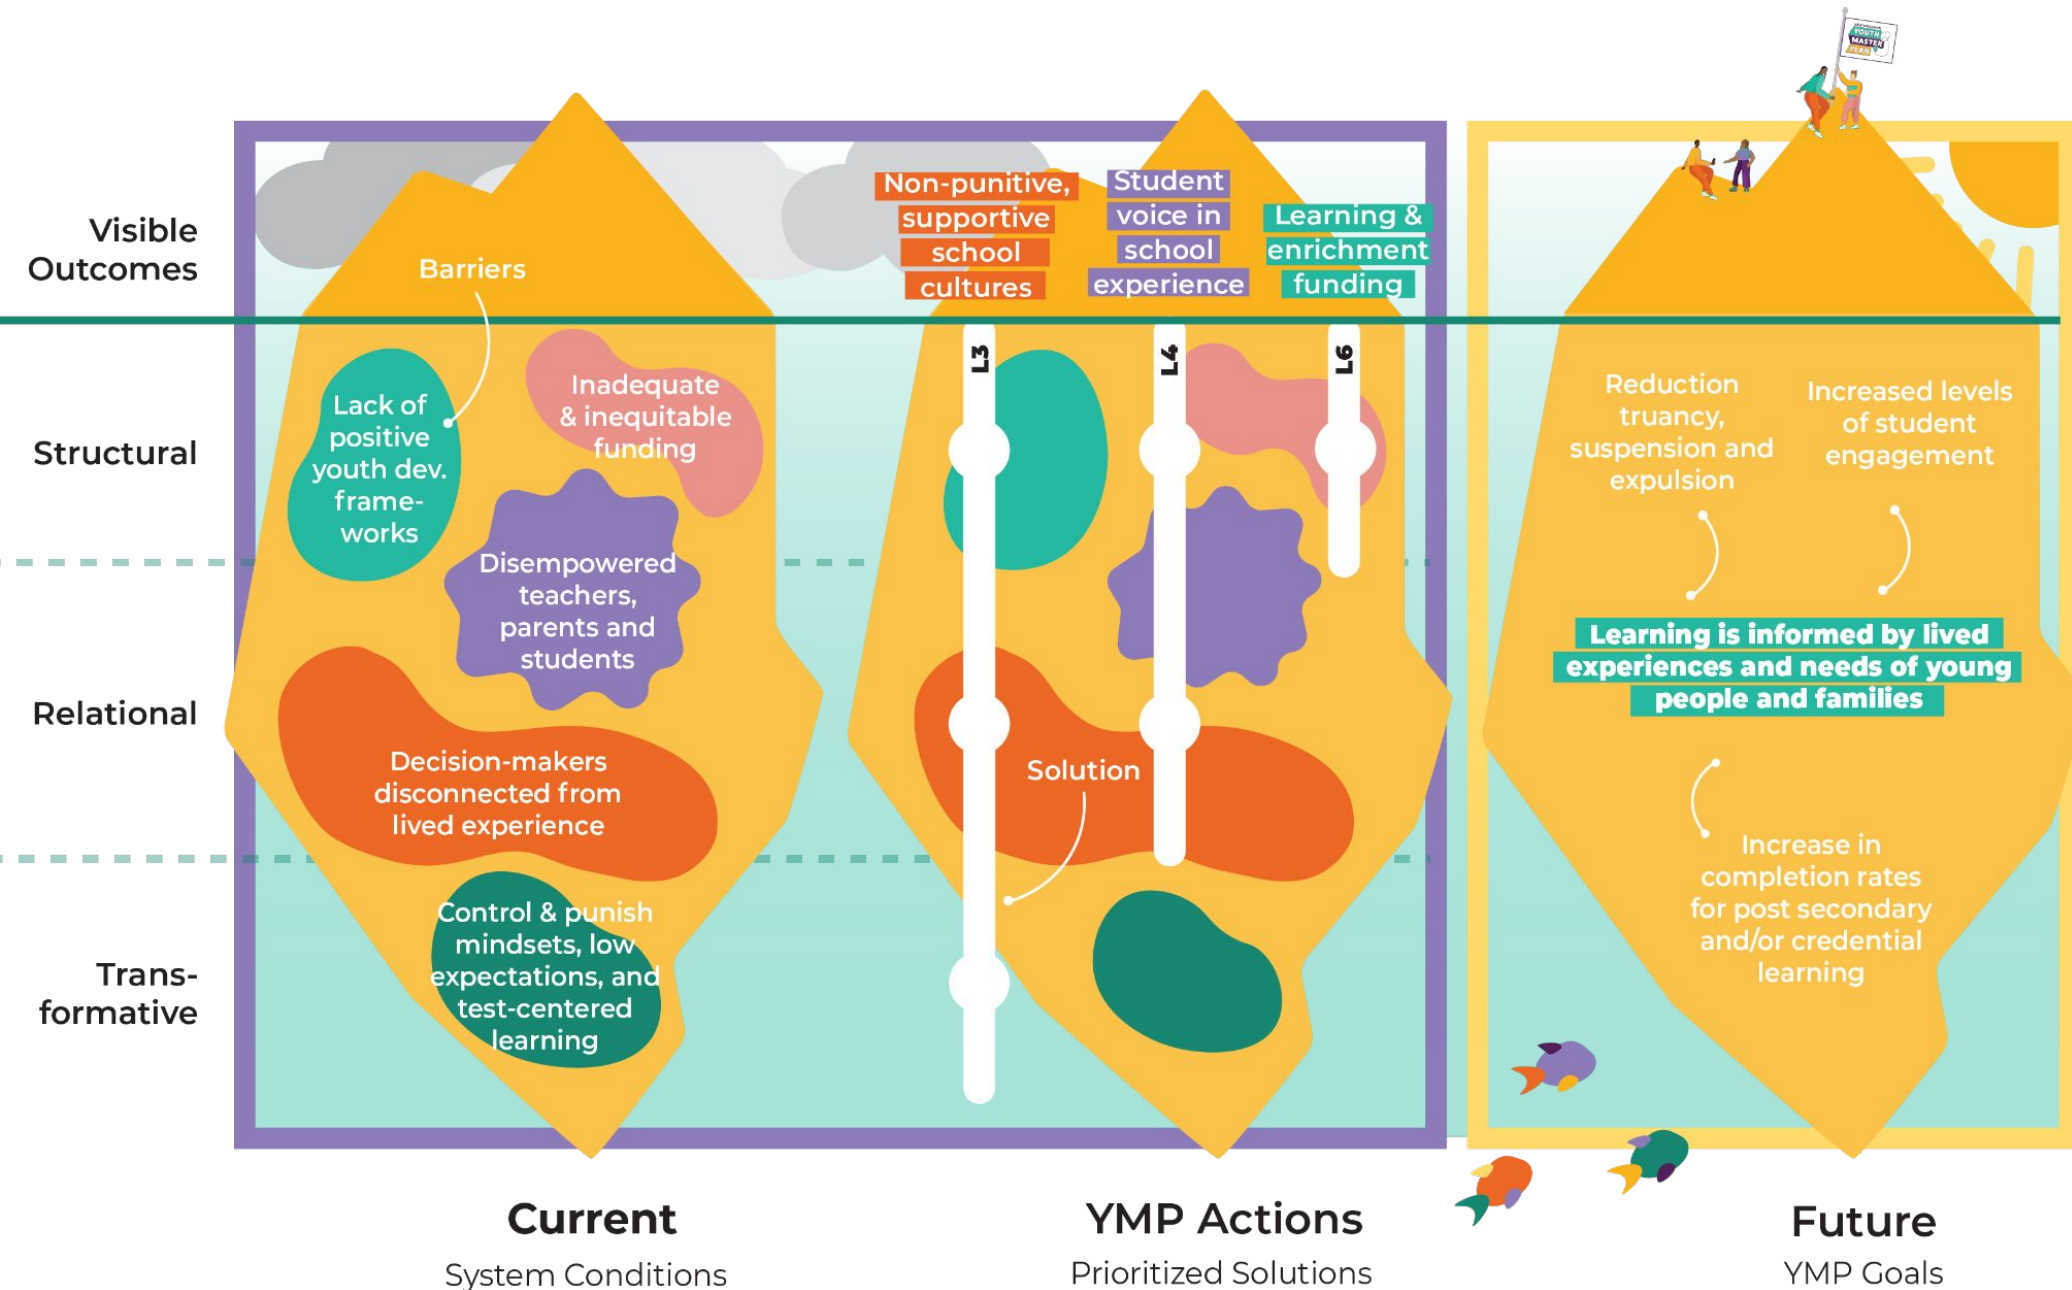 YOUTH
MASTER
PLAN
Visible
Outcomes
Structural
Relational
Trans-
formative
Barriers
Lack of
positive
youth dev.
frame-
works
Inadequate
& inequitable
funding
Disempowered
teachers,
parents and
students
Decision-makers
disconnected from
lived experience
Control & punish
mindsets, low
expectations, and
test-centered
learning
Current
System Conditions
Non-punitive,
supportive
school
cultures
Student
voice in
school
experience
Learning &
enrichment
funding
L3
L4
L6
Solution
YMP Actions
Prioritized Solutions
Reduction
truancy,
suspension and
expulsion
Increased levels
of student
engagement
Learning is informed by lived
experiences and needs of young
people and families
Increase in
completion rates
for post secondary
and/or credential
learning
Future
YMP Goals